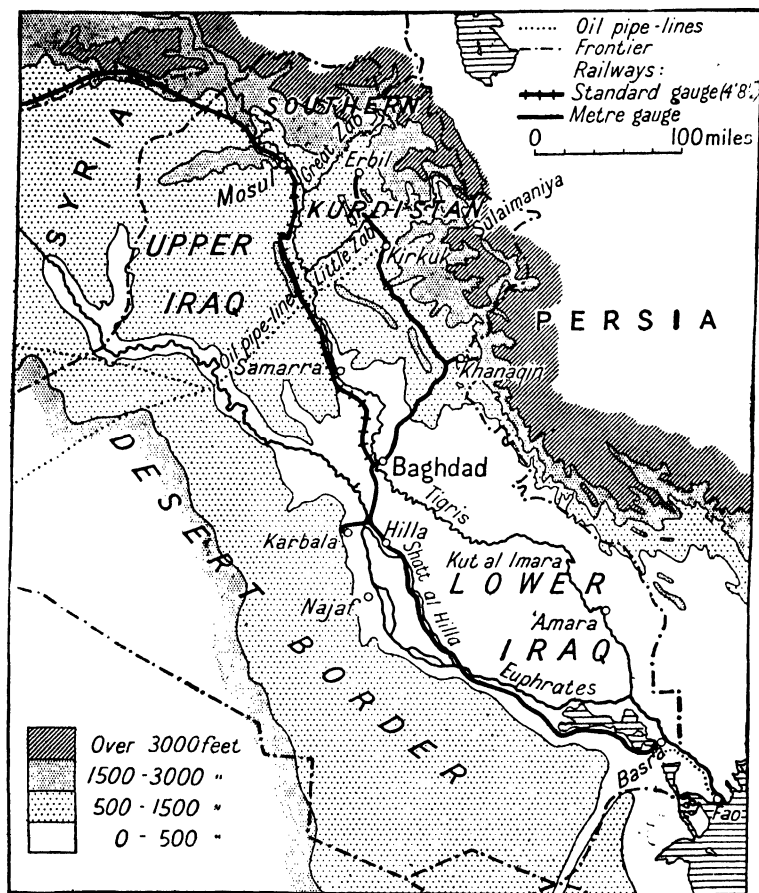 Oil pipe-lines
Frontier
Railways:
Standard gauge (4'8½")
Metre gauge
0 100 miles
SOUTHERN
KURDISTAN
SYRIA
Great Zab
Erbil
Mosul
Sulaimaniya
UPPER
IRAQ
Little Zab
Kirkuk
PERSIA
Oil pipe-lines
Samarra
Khanaqin
Baghdad
DESERT BORDER
Tigris
Karbala
Hilla
Shatt al Hilla
Kut al Imara
LOWER
IRAQ
Najaf
'Amara
Euphrates
Basra
Fao
Over 3000 feet
1500 - 3000 "
500 - 1500 "
0 - 500 "